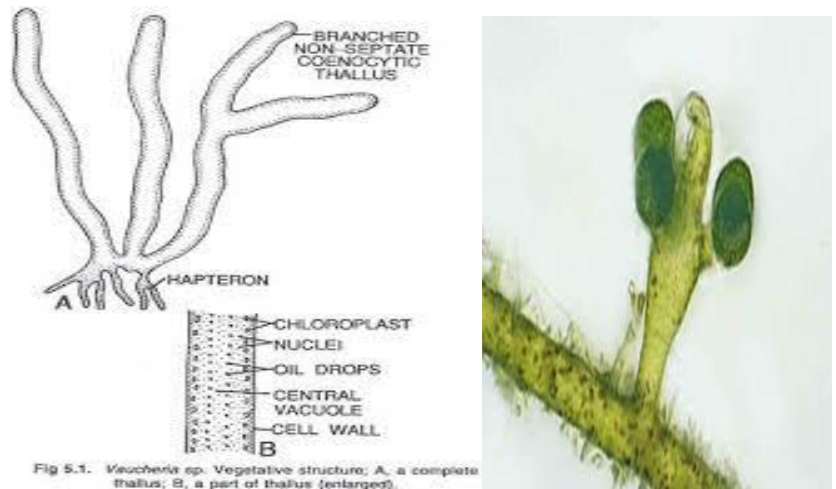 BRANCHED
NON-SEPTATE
COENOCYTIC
THALLUS
HAPTERON
A
CHLOROPLAST
NUCLEI
OIL DROPS
CENTRAL
VACUOLE
CELL WALL
B
Fig 5.1. Vaucheria sp. Vegetative structure; A, a complete
thallus; B, a part of thallus (enlarged).